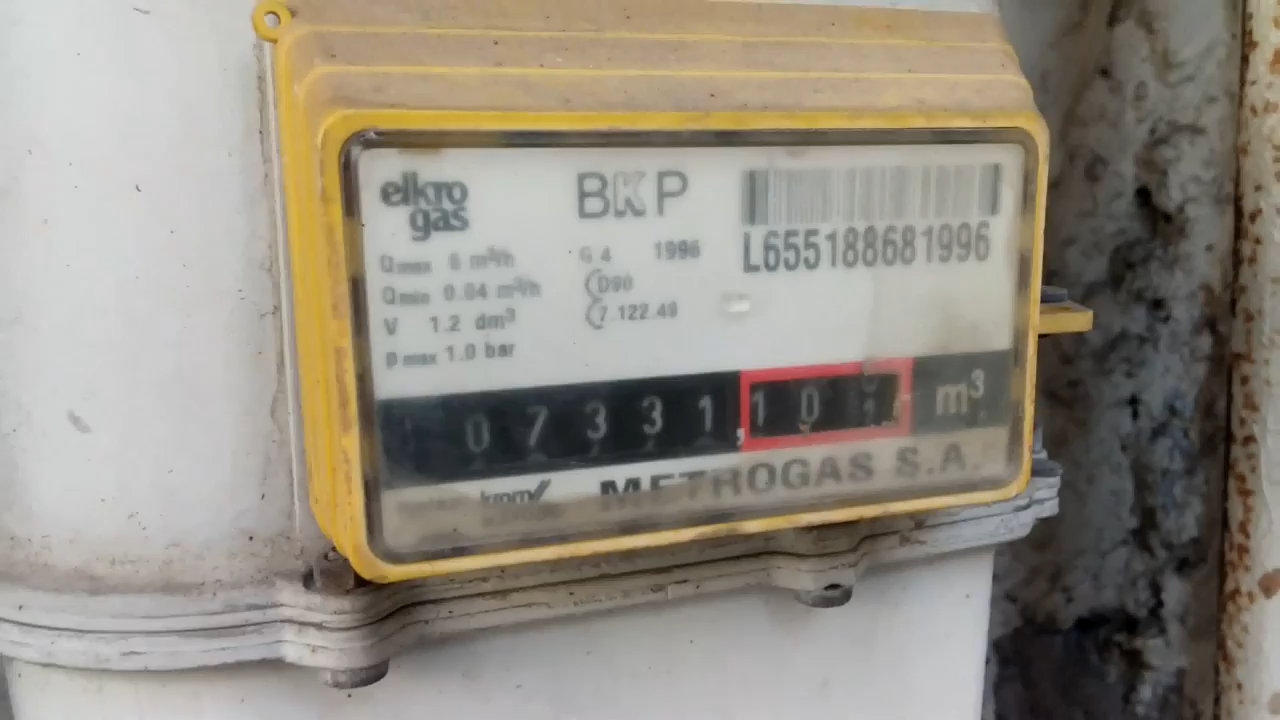 elkro
gas
BKP
L655188681996
Qmax 6 m³/h
G 4 1996
Qmin 0.04 m³/h
D90
V 1.2 dm³
7.122.49
p max 1.0 bar
07331,10 m³
METROGAS S.A.